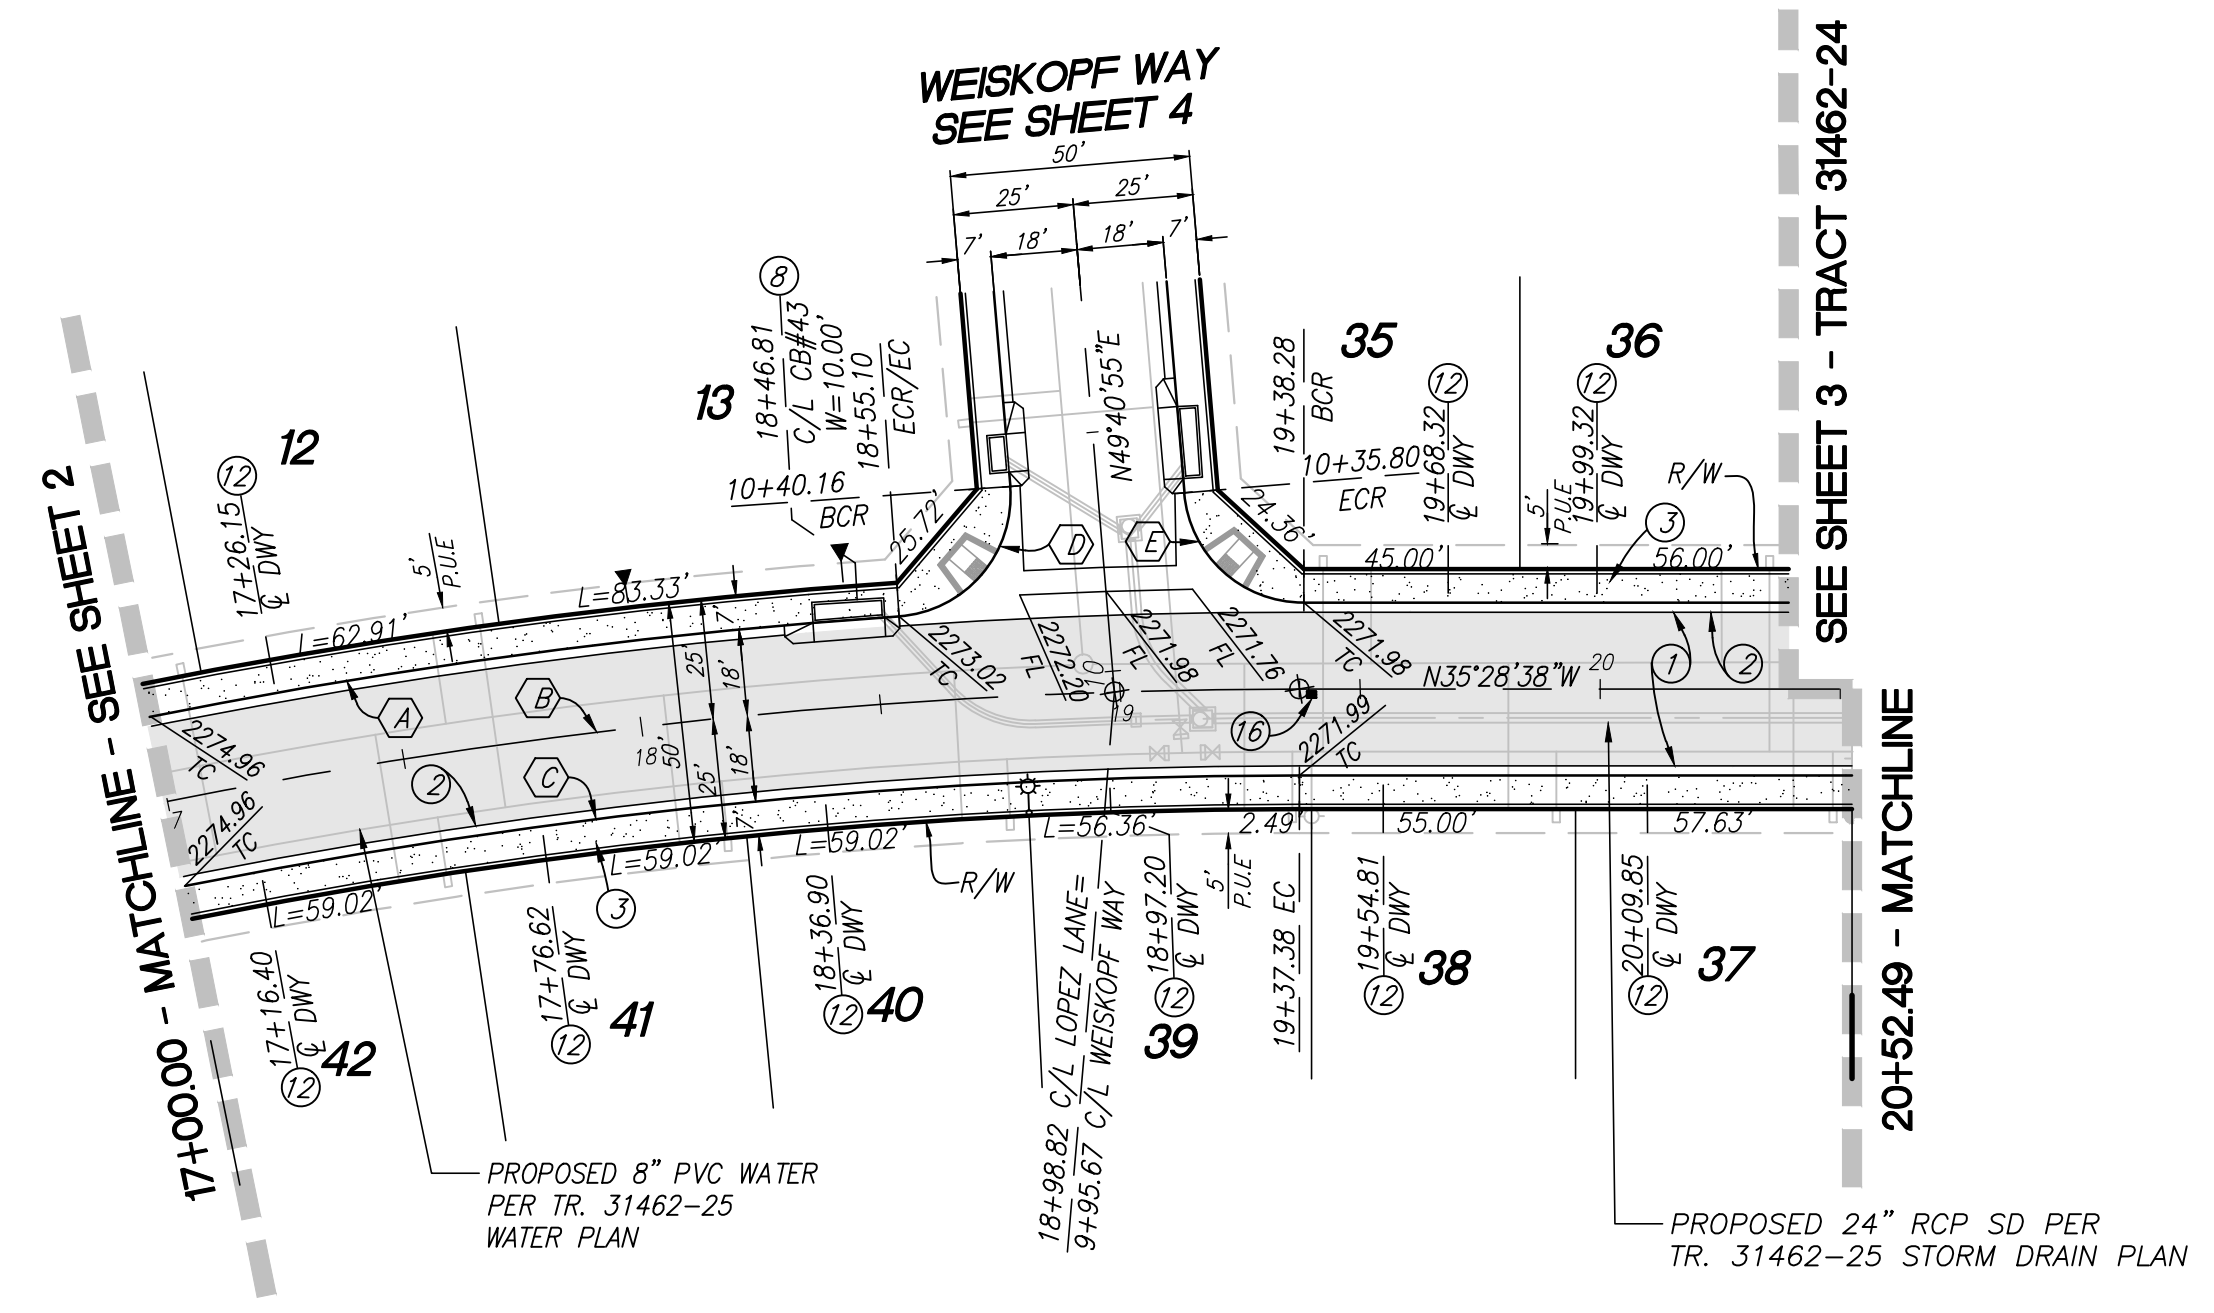 WEISKOPF WAY
SEE SHEET 4
50'
25'
25'
7'
18'
18'
7'
N49°40'55"E
SEE SHEET 3 - TRACT 31462-24
20+52.49 - MATCHLINE
17+00.00 - MATCHLINE - SEE SHEET 2
12
12
17+26.15
℄ DWY
5'
P.U.E
13
8
18+46.81
C/L CB#43
W=10.00'
18+55.10
ECR/EC
10+40.16
BCR
25.72'
L=83.33'
L=62.91'
19+38.28
BCR
35
36
12
19+68.32
℄ DWY
12
19+99.32
℄ DWY
10+35.80
ECR
24.36'
5'
P.U.E
R/W
3
45.00'
56.00'
D
E
A
B
C
2
2274.96
TC
2274.96
TC
17
18
7'
25'
18'
50'
18'
25'
18'
7'
2273.02
TC
2272.20
FL
2271.98
FL
2271.76
FL
2271.98
TC
10
19
N35°28'38"W
20
1
2
16
2271.99
TC
L=59.02'
L=59.02'
L=59.02'
L=56.36'
2.49'
55.00'
57.63'
3
R/W
5'
P.U.E
17+16.40
℄ DWY
12
42
17+76.62
℄ DWY
12
41
18+36.90
℄ DWY
12
40
18+98.82 C/L LOPEZ LANE=
9+95.67 C/L WEISKOPF WAY
18+97.20
℄ DWY
12
39
19+37.38 EC
19+54.81
℄ DWY
12
38
20+09.85
℄ DWY
12
37
PROPOSED 8" PVC WATER
PER TR. 31462-25
WATER PLAN
PROPOSED 24" RCP SD PER
TR. 31462-25 STORM DRAIN PLAN